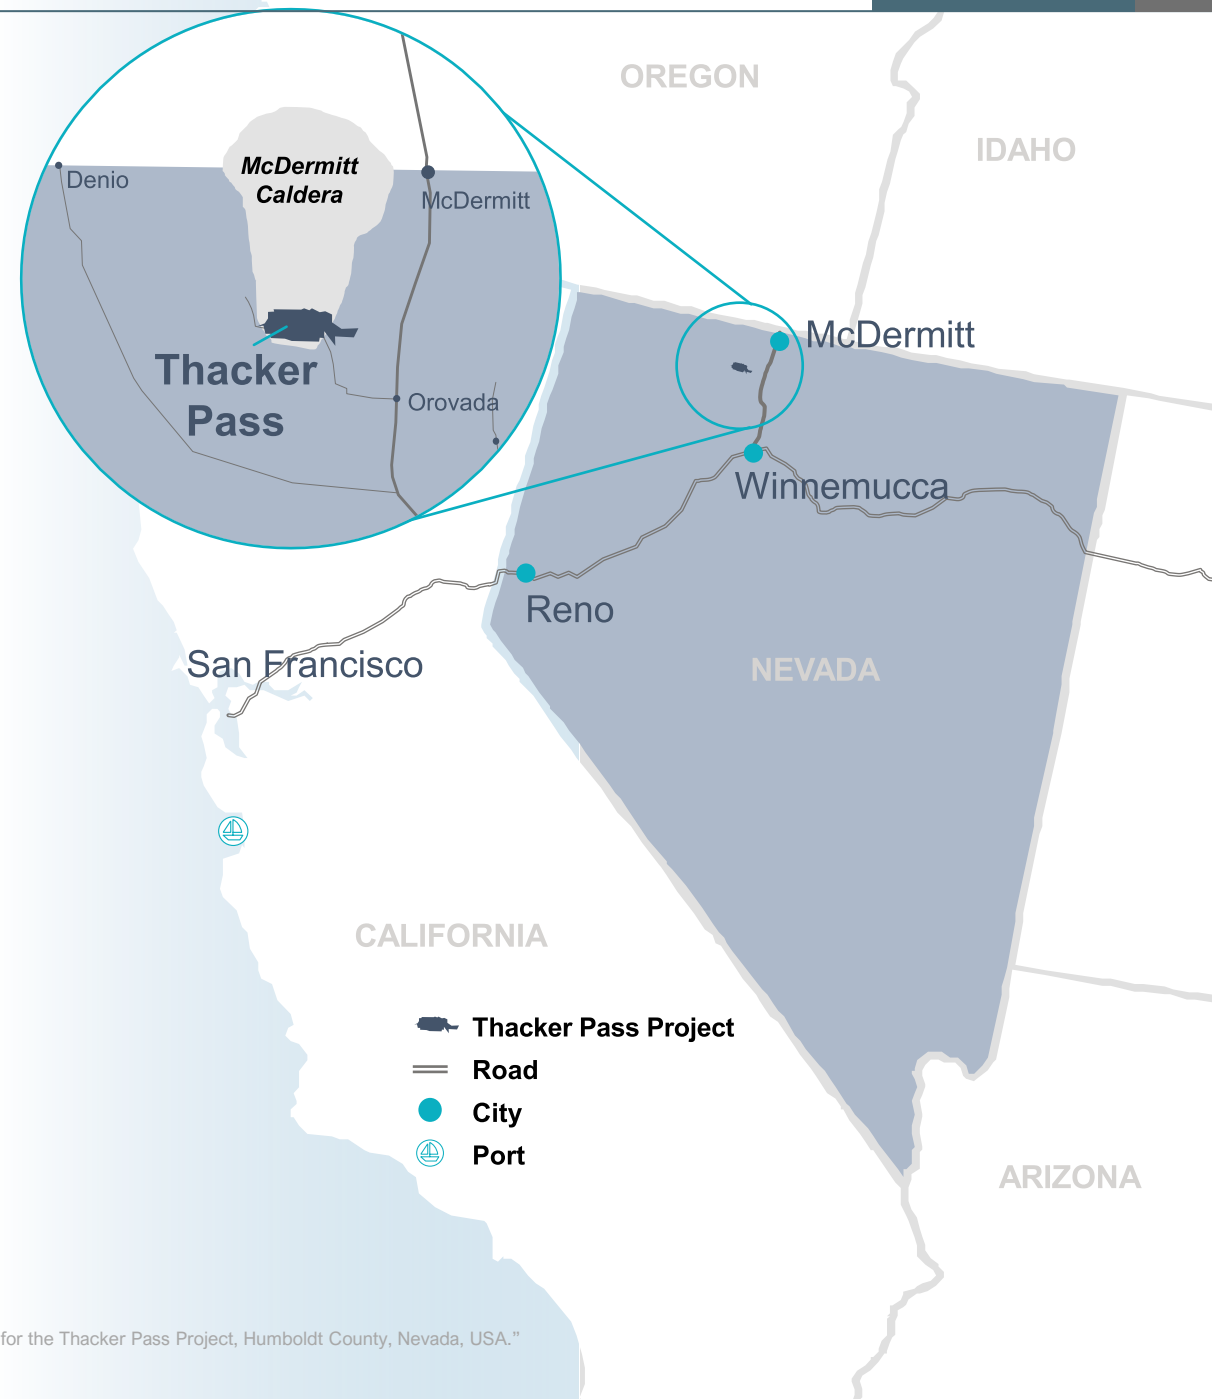 OREGON
IDAHO
McDermitt
Caldera
Denio
McDermitt
Thacker
Pass
Orovada
McDermitt
Winnemucca
Reno
San Francisco
NEVADA
CALIFORNIA
Thacker Pass Project
Road
City
Port
ARIZONA
for the Thacker Pass Project, Humboldt County, Nevada, USA.”